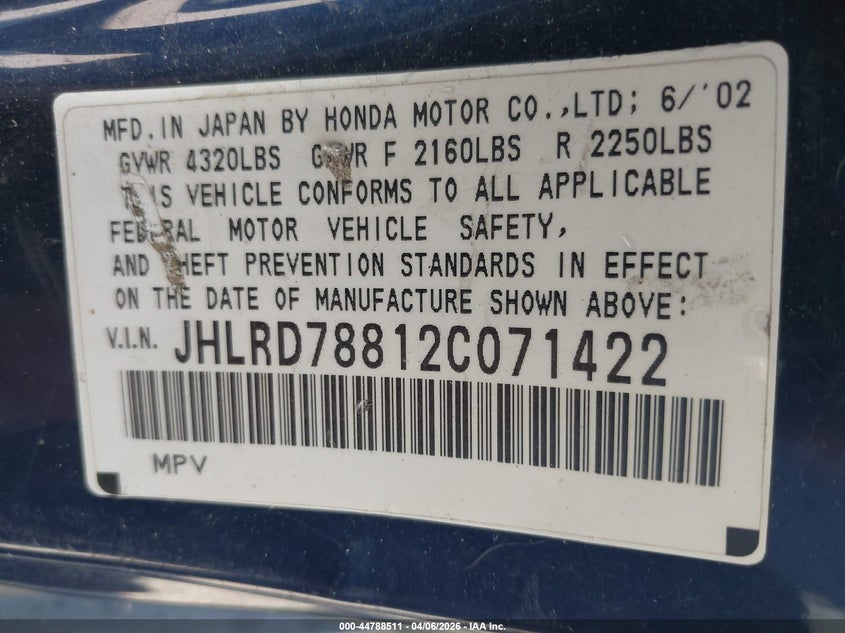 MFD. IN JAPAN BY HONDA MOTOR CO.,LTD; 6/'02
GVWR 4320LBS GAWR F 2160LBS R 2250LBS
THIS VEHICLE CONFORMS TO ALL APPLICABLE
FEDERAL MOTOR VEHICLE SAFETY,
AND THEFT PREVENTION STANDARDS IN EFFECT
ON THE DATE OF MANUFACTURE SHOWN ABOVE:
V.I.N. JHLRD78812C071422
MPV
000-44788511 - 04/06/2026 - IAA Inc.